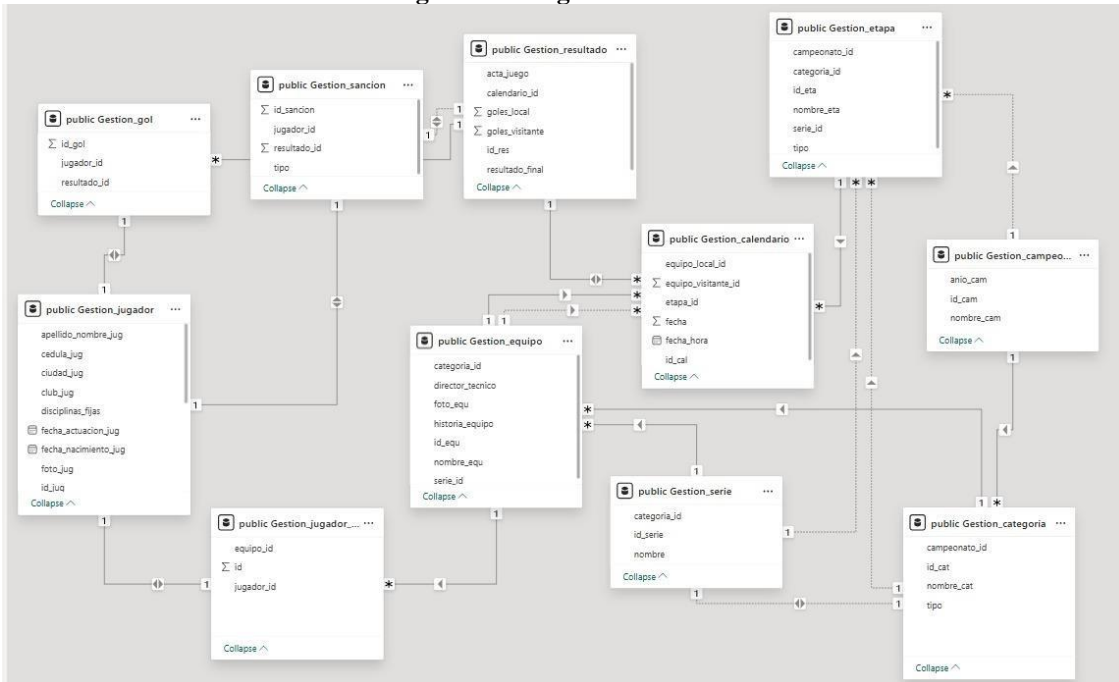 public Gestion_gol ...
id_gol
jugador_id
resultado_id
Collapse
public Gestion_sancion ...
id_sancion
jugador_id
resultado_id
tipo
Collapse
public Gestion_resultado ...
acta_juego
calendario_id
goles_local
goles_visitante
id_res
resultado_final
Collapse
public Gestion_etapa ...
campeonato_id
categoria_id
id_eta
nombre_eta
serie_id
tipo
Collapse
public Gestion_calendario ...
equipo_local_id
equipo_visitante_id
etapa_id
fecha
fecha_hora
id_cal
Collapse
public Gestion_campeo... ...
anio_cam
id_cam
nombre_cam
Collapse
public Gestion_jugador ...
apellido_nombre_jug
cedula_jug
ciudad_jug
club_jug
disciplinas_fijas
fecha_actuacion_jug
fecha_nacimiento_jug
foto_jug
id_jug
Collapse
public Gestion_equipo ...
categoria_id
director_tecnico
foto_equ
historia_equipo
id_equ
nombre_equ
serie_id
Collapse
public Gestion_serie ...
categoria_id
id_serie
nombre
Collapse
public Gestion_jugador_... ...
equipo_id
id
jugador_id
Collapse
public Gestion_categoria ...
campeonato_id
id_cat
nombre_cat
tipo
Collapse